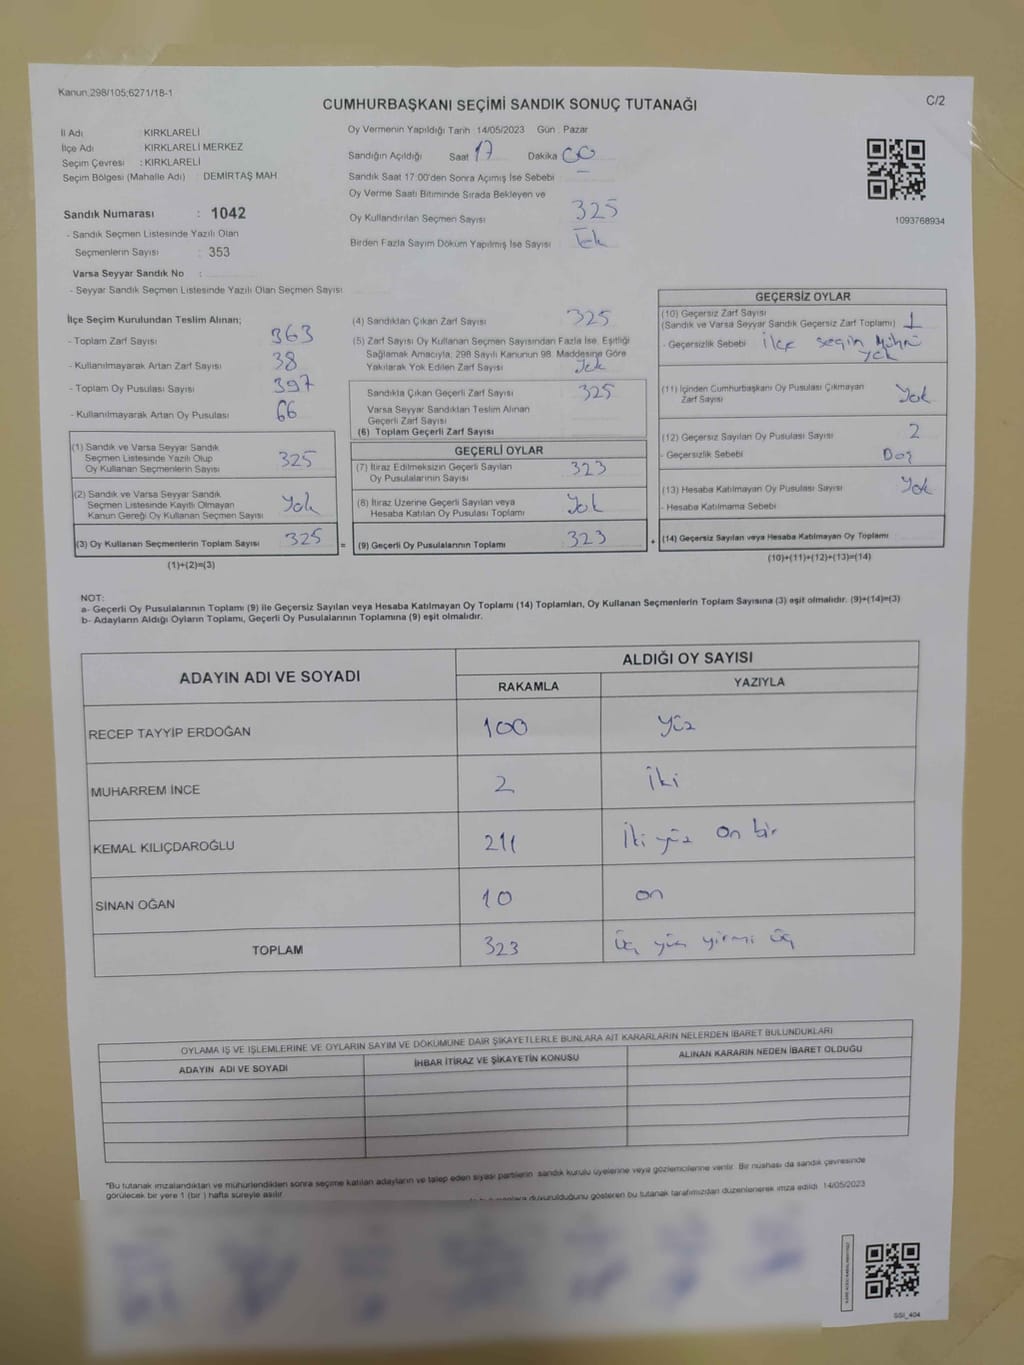 Kanun.298/105;6271/18-1
CUMHURBAŞKANI SEÇİMİ SANDIK SONUÇ TUTANAĞI
C/2
İl Adı : KIRKLARELİ
İlçe Adı : KIRKLARELİ MERKEZ
Seçim Çevresi : KIRKLARELİ
Seçim Bölgesi (Mahalle Adı) : DEMİRTAŞ MAH.
Sandık Numarası : 1042
- Sandık Seçmen Listesinde Yazılı Olan
Seçmenlerin Sayısı : 353
Varsa Seyyar Sandık No :
- Seyyar Sandık Seçmen Listesinde Yazılı Olan Seçmen Sayısı
Oy Vermenin Yapıldığı Tarih 14/05/2023 Gün : Pazar
Sandığın Açıldığı Saat 17 Dakika 00
Sandık Saat 17:00'den Sonra Açımış İse Sebebi —
Oy Verme Saati Bitiminde Sırada Bekleyen ve
Oy Kullandırılan Seçmen Sayısı 325
Birden Fazla Sayım Döküm Yapılmış İse Sayısı Tek
1093768934
İlçe Seçim Kurulundan Teslim Alınan;
- Toplam Zarf Sayısı 363
- Kullanılmayarak Artan Zarf Sayısı 38
- Toplam Oy Pusulası Sayısı 397
- Kullanılmayarak Artan Oy Pusulası 66
(1) Sandık ve Varsa Seyyar Sandık
Seçmen Listesinde Yazılı Olup
Oy Kullanan Seçmenlerin Sayısı 325
(2) Sandık ve Varsa Seyyar Sandık
Seçmen Listesinde Kayıtlı Olmayan
Kanun Gereği Oy Kullanan Seçmen Sayısı Yok
(3) Oy Kullanan Seçmenlerin Toplam Sayısı 325 =
(1)+(2)=(3)
(4) Sandıktan Çıkan Zarf Sayısı 325
(5) Zarf Sayısı Oy Kullanan Seçmen Sayısından Fazla İse, Eşitliği
Sağlamak Amacıyla, 298 Sayılı Kanunun 98. Maddesine Göre
Yakılarak Yok Edilen Zarf Sayısı Yok
Sandıkta Çıkan Geçerli Zarf Sayısı 325
Varsa Seyyar Sandıktan Teslim Alınan
Geçerli Zarf Sayısı
(6) Toplam Geçerli Zarf Sayısı
GEÇERLİ OYLAR
(7) İtiraz Edilmeksizin Geçerli Sayılan
Oy Pusulalarının Sayısı 323
(8) İtiraz Üzerine Geçerli Sayılan veya
Hesaba Katılan Oy Pusulası Toplamı Yok
(9) Geçerli Oy Pusulalarının Toplamı 323 +
GEÇERSİZ OYLAR
(10) Geçersiz Zarf Sayısı
(Sandık ve Varsa Seyyar Sandık Geçersiz Zarf Toplamı) 1
- Geçersizlik Sebebi İlçe seçim Mührü
yok
(11) İçinden Cumhurbaşkanı Oy Pusulası Çıkmayan
Zarf Sayısı Yok
(12) Geçersiz Sayılan Oy Pusulası Sayısı 2
- Geçersizlik Sebebi Boş
(13) Hesaba Katılmayan Oy Pusulası Sayısı Yok
- Hesaba Katılmama Sebebi
(14) Geçersiz Sayılan veya Hesaba Katılmayan Oy Toplamı
(10)+(11)+(12)+(13)=(14)
NOT:
a- Geçerli Oy Pusulalarının Toplamı (9) ile Geçersiz Sayılan veya Hesaba Katılmayan Oy Toplamı (14) Toplamları, Oy Kullanan Seçmenlerin Toplam Sayısına (3) eşit olmalıdır. (9)+(14)=(3)
b- Adayların Aldığı Oyların Toplamı, Geçerli Oy Pusulalarının Toplamına (9) eşit olmalıdır.
ADAYIN ADI VE SOYADI
ALDIĞI OY SAYISI
RAKAMLA YAZIYLA
RECEP TAYYİP ERDOĞAN 100 yüz
MUHARREM İNCE 2 iki
KEMAL KILIÇDAROĞLU 211 iki yüz on bir
SİNAN OĞAN 10 on
TOPLAM 323 üç yüz yirmi üç
OYLAMA İŞ VE İŞLEMLERİNE VE OYLARIN SAYIM VE DÖKÜMÜNE DAİR ŞİKAYETLERLE BUNLARA AİT KARARLARIN NELERDEN İBARET BULUNDUKLARI
ADAYIN ADI VE SOYADI İHBAR İTİRAZ VE ŞİKAYETİN KONUSU ALINAN KARARIN NEDEN İBARET OLDUĞU
*Bu tutanak imzalandıktan ve mühürlendikten sonra seçime katılan adayların ve talep eden siyasi partilerin sandık kurulu üyelerine veya gözlemcilerine verilir. Bir nüshası da sandık çevresinde
görülecek bir yere 1 (bir ) hafta süreyle asılır.
duyurulduğunu gösteren bu tutanak tarafımızdan düzenlenerek imza edildi. 14/05/2023
SSI_404